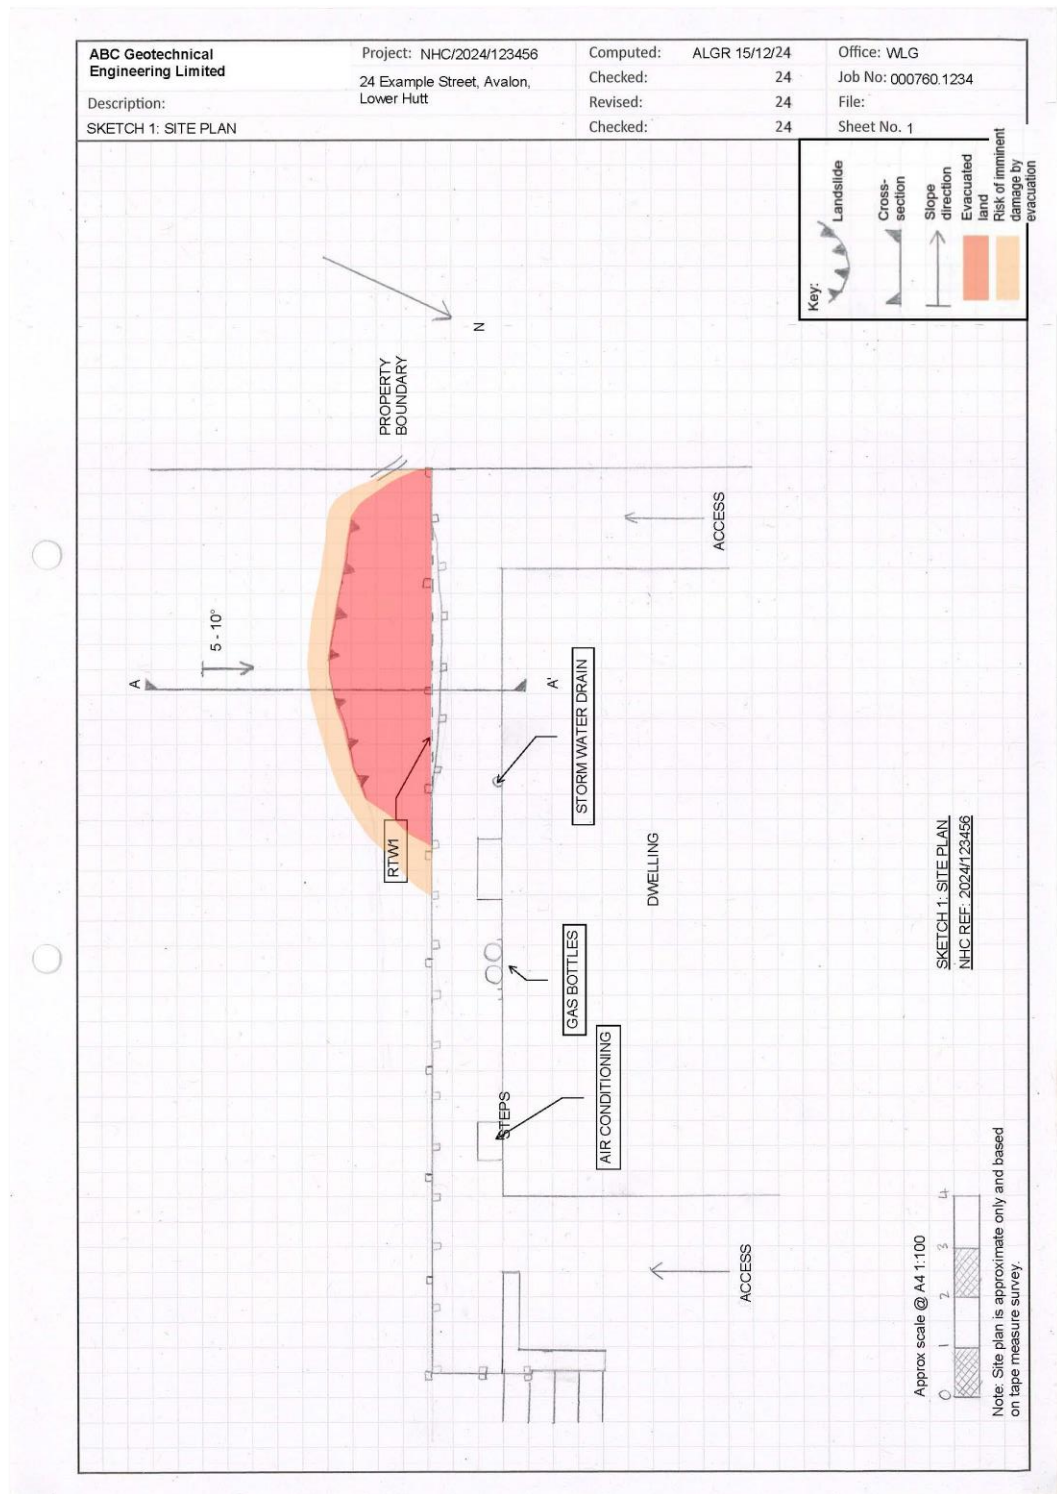 ABC Geotechnical
Engineering Limited
Description:
SKETCH 1: SITE PLAN
Project: NHC/2024/123456
24 Example Street, Avalon,
Lower Hutt
Computed: ALGR 15/12/24
Checked: 24
Revised: 24
Checked: 24
Office: WLG
Job No: 000760.1234
File:
Sheet No. 1
Key:
Landslide
Cross-
section
Slope
direction
Evacuated
land
Risk of imminent
damage by
evacuation
N
PROPERTY
BOUNDARY
ACCESS
5 - 10°
A
A'
STORM WATER DRAIN
RTW1
DWELLING
GAS BOTTLES
AIR CONDITIONING
STEPS
ACCESS
SKETCH 1: SITE PLAN
NHC REF: 2024/123456
Approx scale @ A4 1:100
0 1 2 3 4
Note: Site plan is approximate only and based
on tape measure survey.